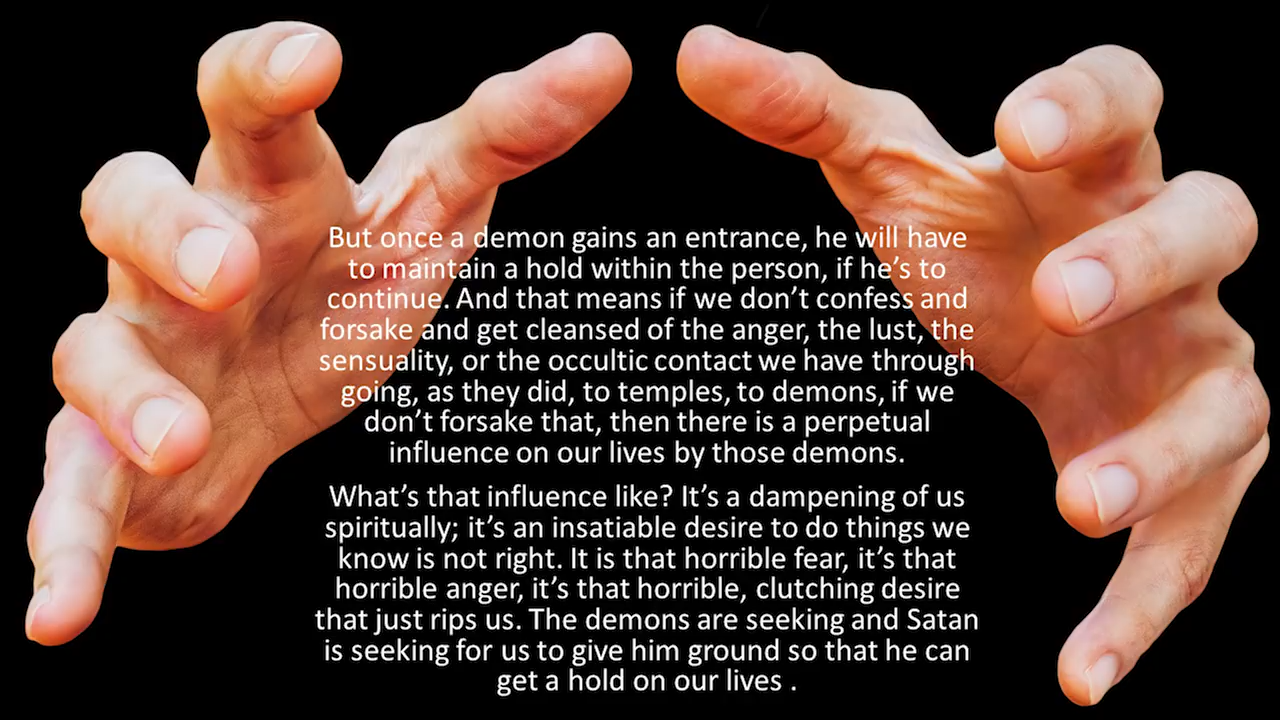 But once a demon gains an entrance, he will have
to maintain a hold within the person, if he’s to
continue. And that means if we don’t confess and
forsake and get cleansed of the anger, the lust, the
sensuality, or the occultic contact we have through
going, as they did, to temples, to demons, if we
don’t forsake that, then there is a perpetual
influence on our lives by those demons.
What’s that influence like? It’s a dampening of us
spiritually; it’s an insatiable desire to do things we
know is not right. It is that horrible fear, it’s that
horrible anger, it’s that horrible, clutching desire
that just rips us. The demons are seeking and Satan
is seeking for us to give him ground so that he can
get a hold on our lives .